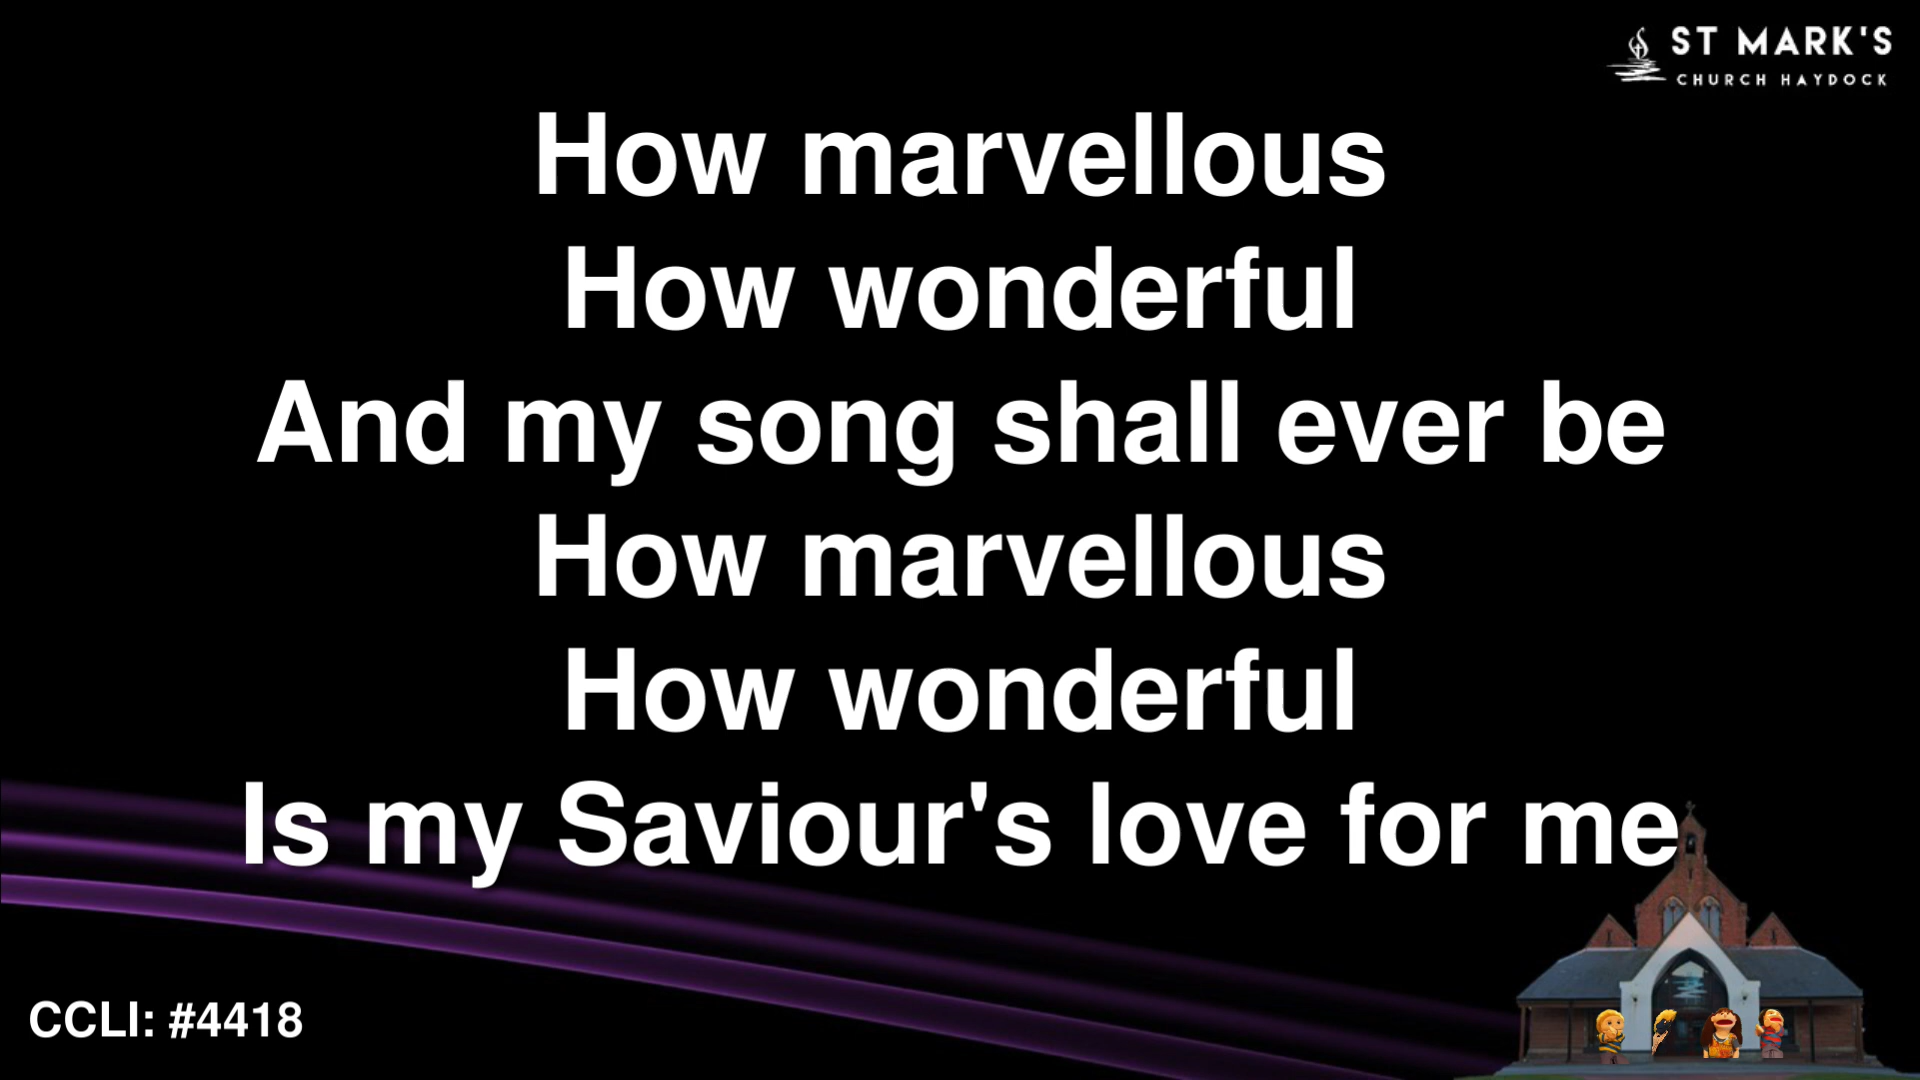 ST MARK'S
CHURCH HAYDOCK
How marvellous
How wonderful
And my song shall ever be
How marvellous
How wonderful
Is my Saviour's love for me
CCLI: #4418